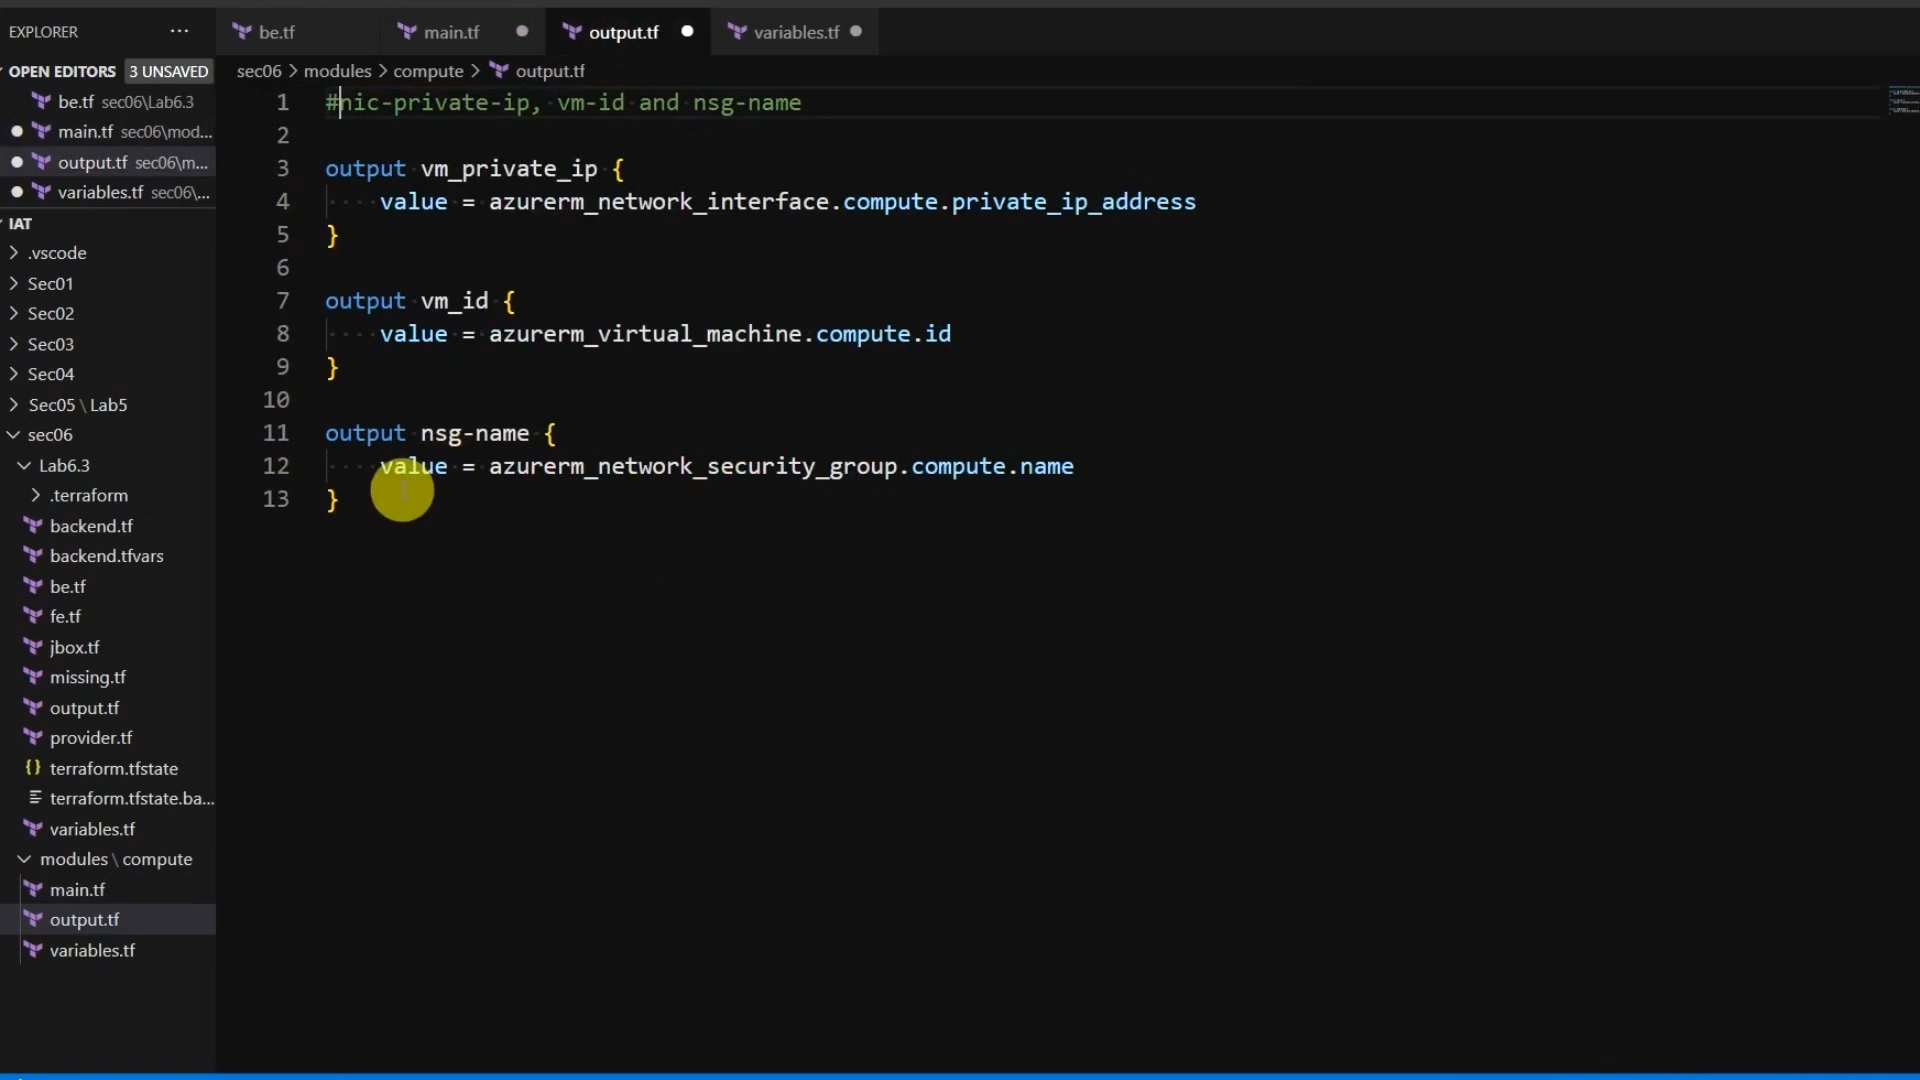 EXPLORER ···
be.tf
main.tf
output.tf
variables.tf
OPEN EDITORS 3 UNSAVED
sec06 > modules > compute > output.tf
be.tf sec06\Lab6.3
main.tf sec06\mod...
output.tf sec06\m...
variables.tf sec06\...
IAT
.vscode
Sec01
Sec02
Sec03
Sec04
Sec05 \ Lab5
sec06
Lab6.3
.terraform
backend.tf
backend.tfvars
be.tf
fe.tf
jbox.tf
missing.tf
output.tf
provider.tf
{} terraform.tfstate
terraform.tfstate.ba...
variables.tf
modules \ compute
main.tf
output.tf
variables.tf
1 #nic-private-ip, vm-id and nsg-name
2
3 output vm_private_ip {
4 value = azurerm_network_interface.compute.private_ip_address
5 }
6
7 output vm_id {
8 value = azurerm_virtual_machine.compute.id
9 }
10
11 output nsg-name {
12 value = azurerm_network_security_group.compute.name
13 }